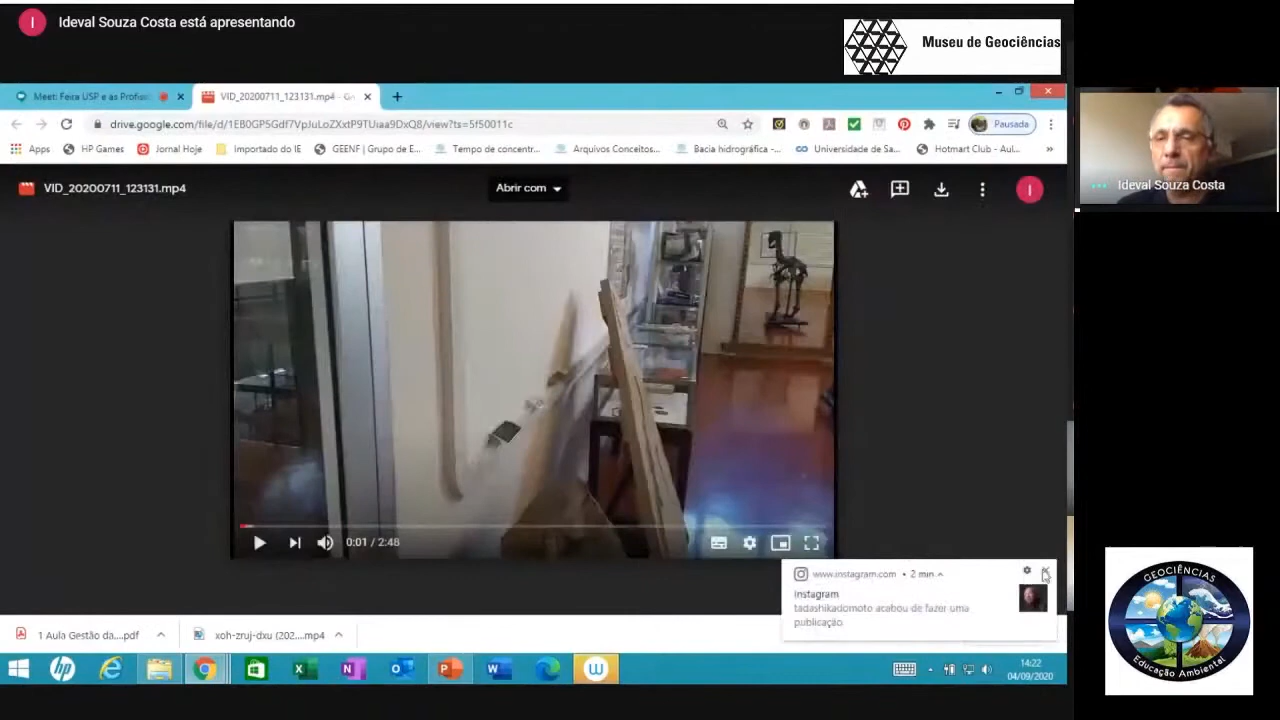 Ideval Souza Costa está apresentando
Museu de Geociências
Meet: Feira USP e as Profiss
VID_20200711_123131.mp4 - Go
drive.google.com/file/d/1EB0GP5Gdf7VpJuLoZXxtP9TUiaa9DxQ8/view?ts=5f50011c
Pausada
Apps
HP Games
Jornal Hoje
Importado do IE
GEENF | Grupo de E...
Tempo de concentr...
Arquivos Conceitos...
Bacia hidrográfica -...
Universidade de Sa...
Hotmart Club - Aul...
»
VID_20200711_123131.mp4
Abrir com
I
Ideval Souza Costa
0:01 / 2:48
www.instagram.com • 2 min
Instagram
tadashikadomoto acabou de fazer uma
publicação
1 Aula Gestão da....pdf
xoh-zruj-dxu (202....mp4
14:22
04/09/2020
GEOCIÊNCIAS
Educação Ambiental